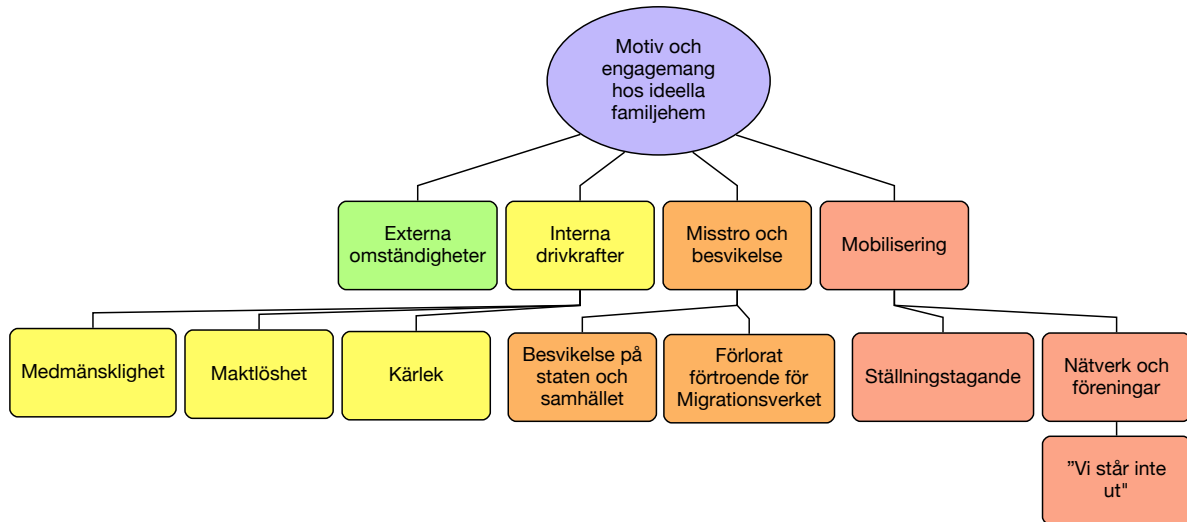 Motiv och
engagemang
hos ideella
familjehem
Externa
omständigheter
Interna
drivkrafter
Misstro och
besvikelse
Mobilisering
Medmänsklighet
Maktlöshet
Kärlek
Besvikelse på
staten och
samhället
Förlorat
förtroende för
Migrationsverket
Ställningstagande
Nätverk och
föreningar
”Vi står inte
ut"